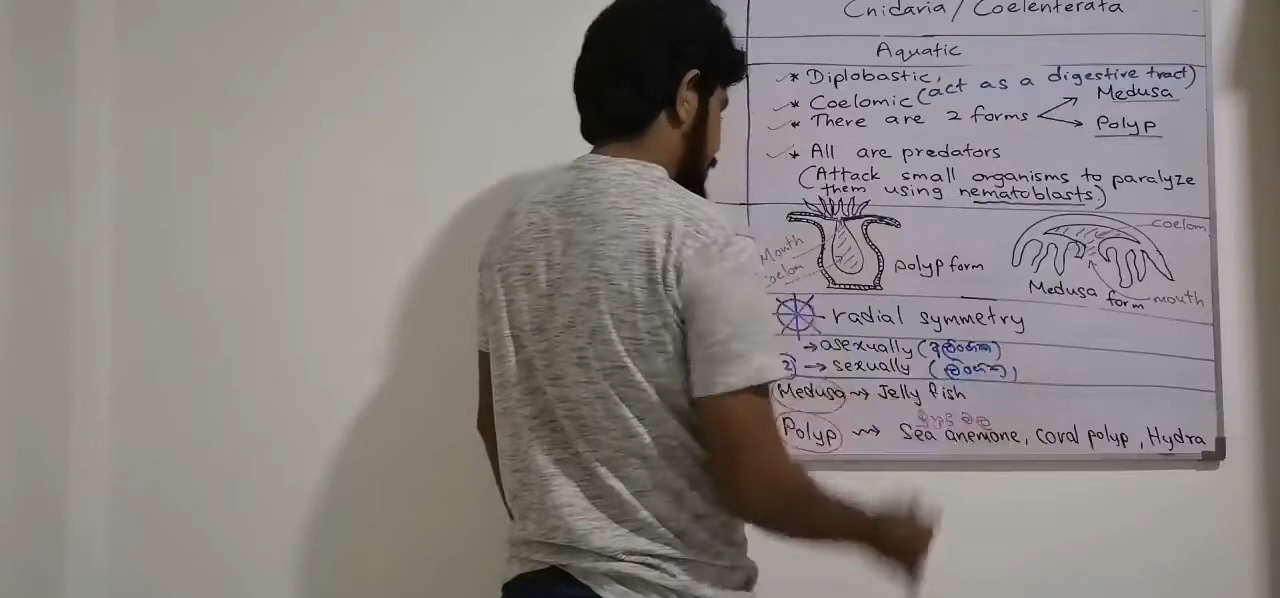 Cnidaria / Coelenterata
Aquatic
* Diplobastic,
* Coelomic (act as a digestive tract)
* There are 2 forms Medusa
Polyp
* All are predators
(Attack small organisms to paralyze
them using nematoblasts.)
Mouth
coelom
polyp form
coelom
Medusa form
mouth
radial symmetry
→ asexually (අලිංගික)
2) → sexually (ලිංගික)
Medusa → Jelly fish
Polyp → Sea anemone, coral polyp, Hydra